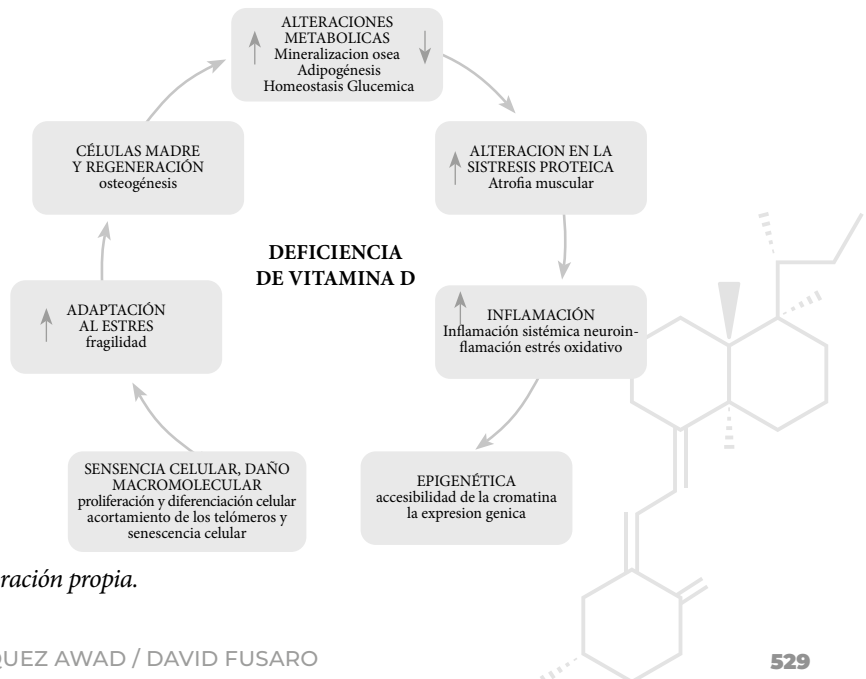 ALTERACIONES
METABOLICAS
Mineralizacion osea
Adipogénesis
Homeostasis Glucemica
CÉLULAS MADRE
Y REGENERACIÓN
osteogénesis
ALTERACION EN LA
SISTRESIS PROTEICA
Atrofia muscular
DEFICIENCIA
DE VITAMINA D
ADAPTACIÓN
AL ESTRES
fragilidad
INFLAMACIÓN
Inflamación sistémica neuroin-
flamación estrés oxidativo
SENSENCIA CELULAR, DAÑO
MACROMOLECULAR
proliferación y diferenciación celular
acortamiento de los telómeros y
senescencia celular
EPIGENÉTICA
accesibilidad de la cromatina
la expresion genica
ración propia.
QUEZ AWAD / DAVID FUSARO
529